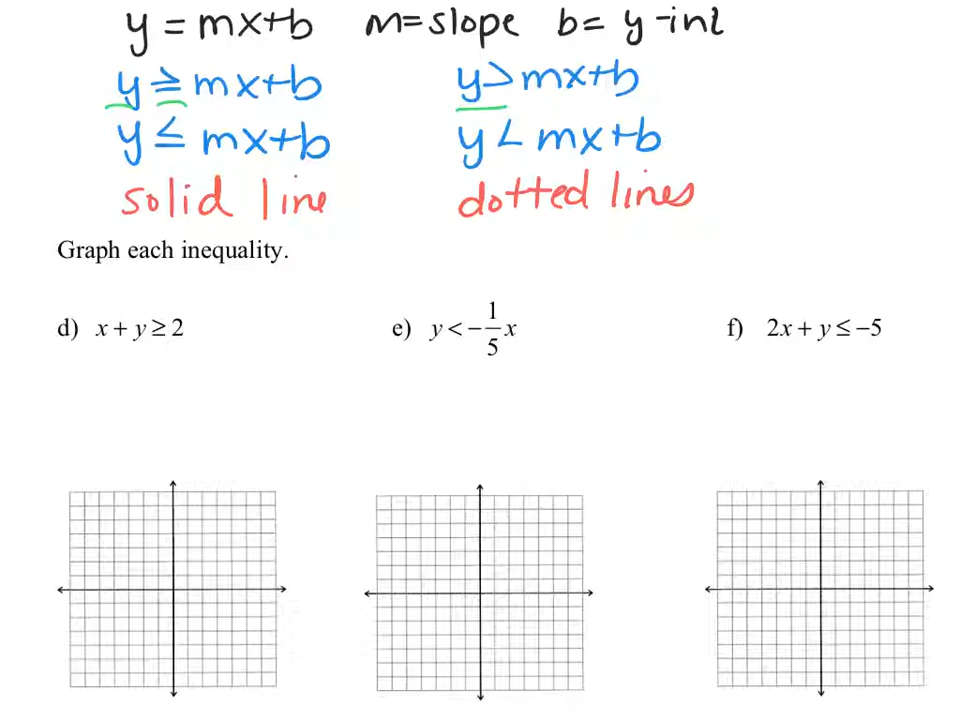 y = mx+b m=slope b= y-int
y ≥ mx+b y>mx+b
y ≤ mx+b y < mx+b
solid line dotted lines
Graph each inequality.
d) x + y ≥ 2 e) y < -1/5 x f) 2x + y ≤ -5